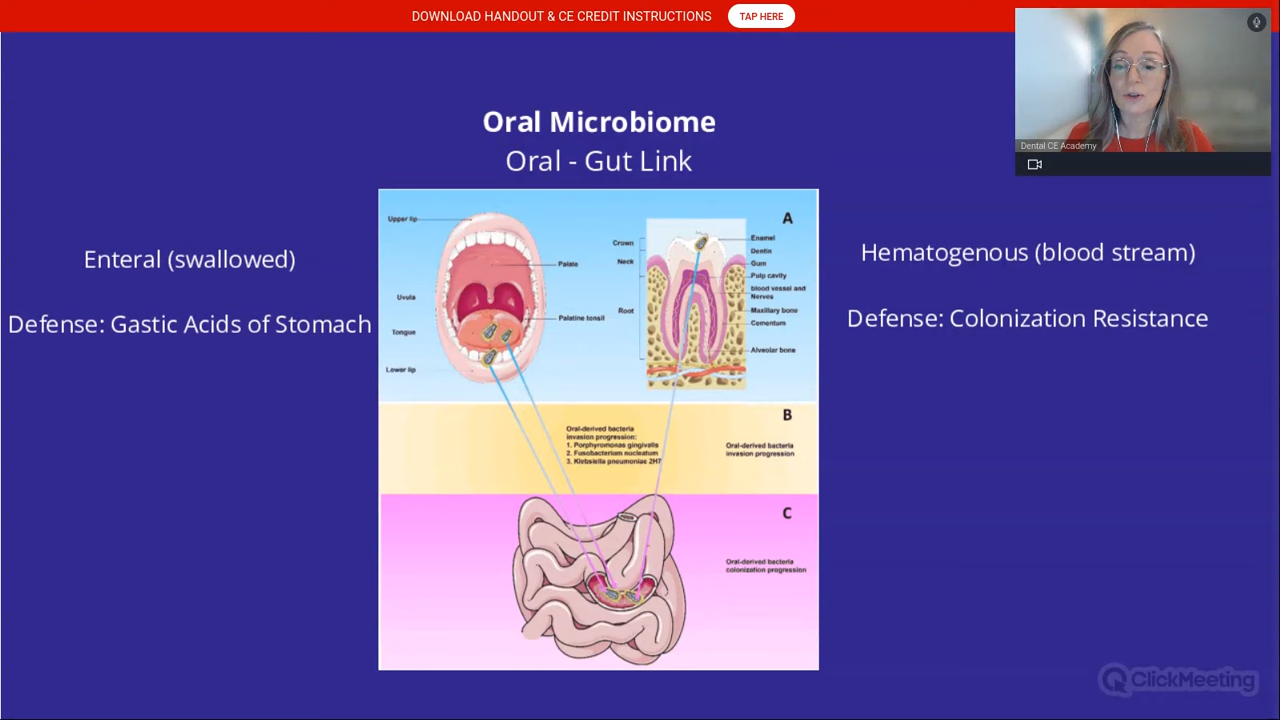 DOWNLOAD HANDOUT & CE CREDIT INSTRUCTIONS
TAP HERE
Dental CE Academy
Oral Microbiome
Oral - Gut Link
Enteral (swallowed)
Defense: Gastic Acids of Stomach
Upper lip
Palate
Uvula
Palatine tonsil
Tongue
Lower lip
A
Crown
Neck
Root
Enamel
Dentin
Gum
Pulp cavity
blood vessel and
Nerves
Maxillary bone
Cementum
Alveolar bone
B
Oral-derived bacteria
invasion progression:
1. Porphyromonas gingivalis
2. Fusobacterium nucleatum
3. Klebsiella pneumoniae 2H7
Oral-derived bacteria
invasion progression
C
Oral-derived bacteria
colonization progression
Hematogenous (blood stream)
Defense: Colonization Resistance
ClickMeeting